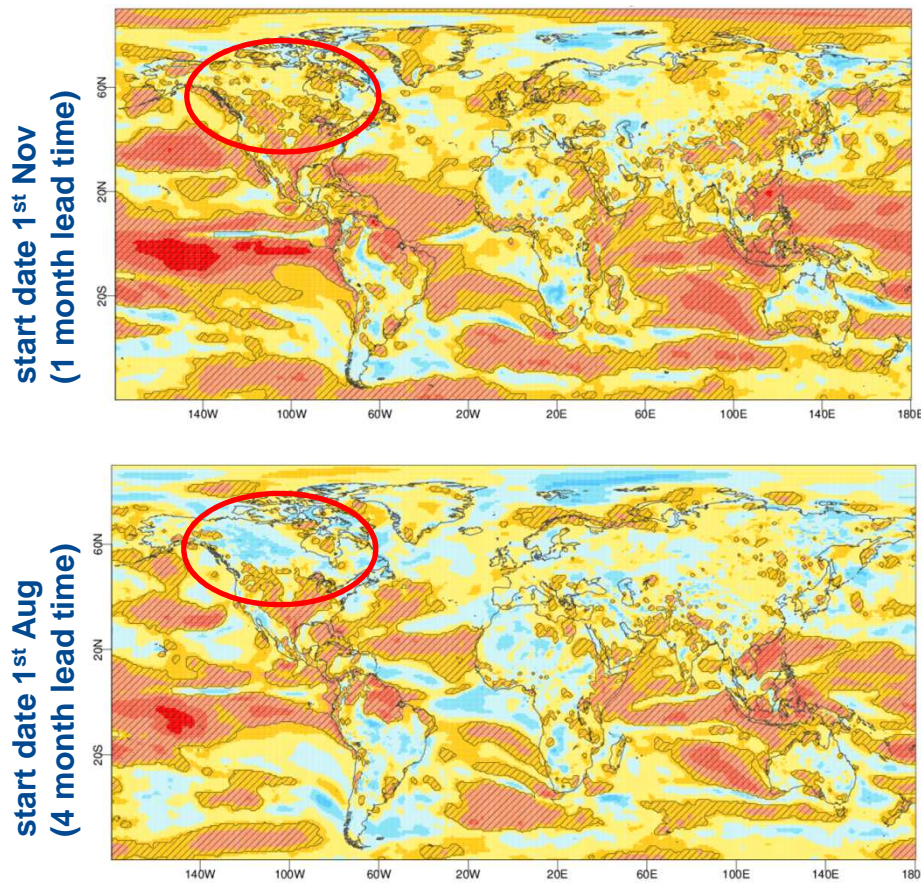 start date 1st Nov
(1 month lead time)
60N
20N
20S
140W 100W 60W 20W 20E 60E 100E 140E 180E
start date 1st Aug
(4 month lead time)
60N
20N
20S
140W 100W 60W 20W 20E 60E 100E 140E 180E